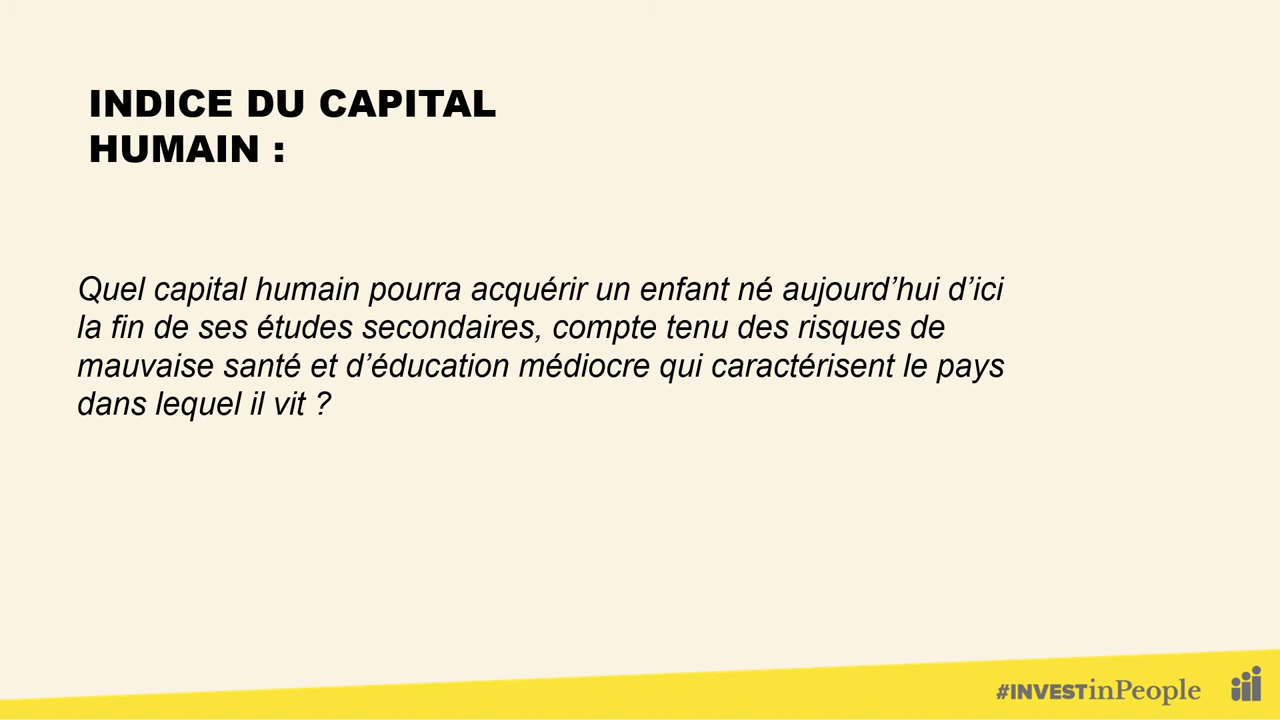 INDICE DU CAPITAL
HUMAIN :
Quel capital humain pourra acquérir un enfant né aujourd’hui d’ici
la fin de ses études secondaires, compte tenu des risques de
mauvaise santé et d’éducation médiocre qui caractérisent le pays
dans lequel il vit ?
#INVESTinPeople